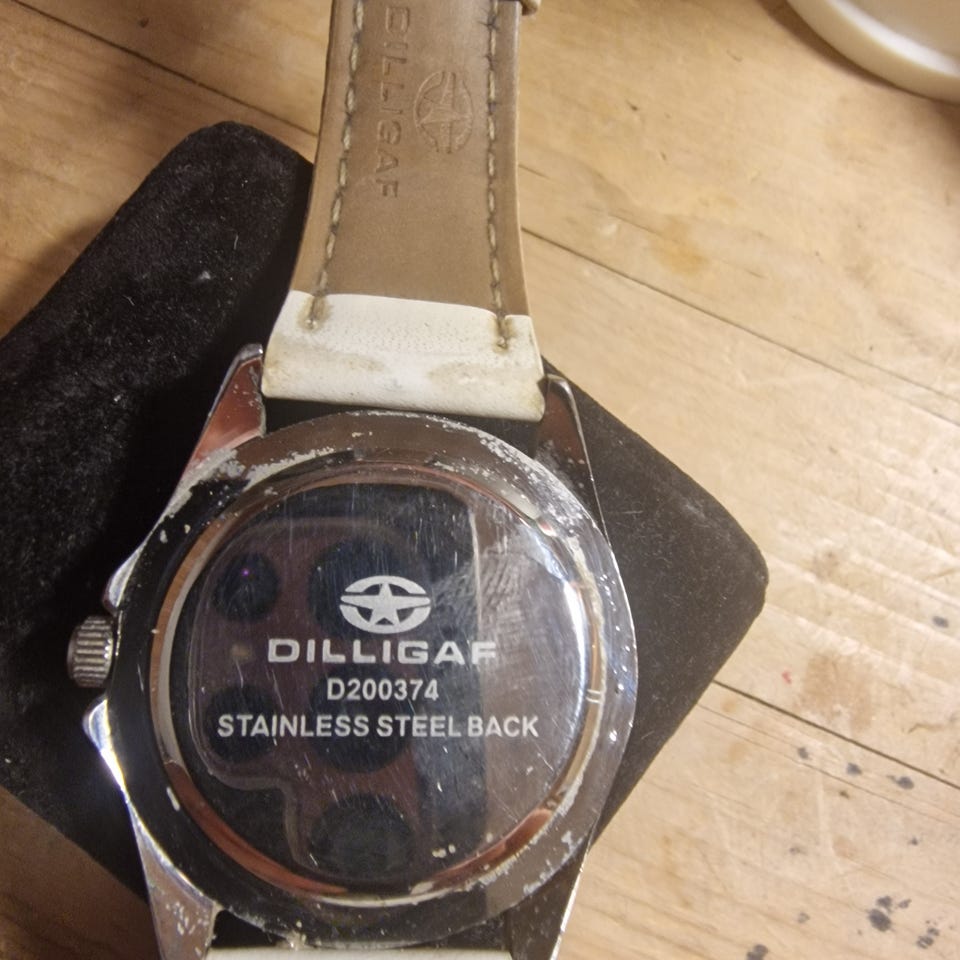 DILLIGAF
DILLIGAF
D200374
STAINLESS STEEL BACK